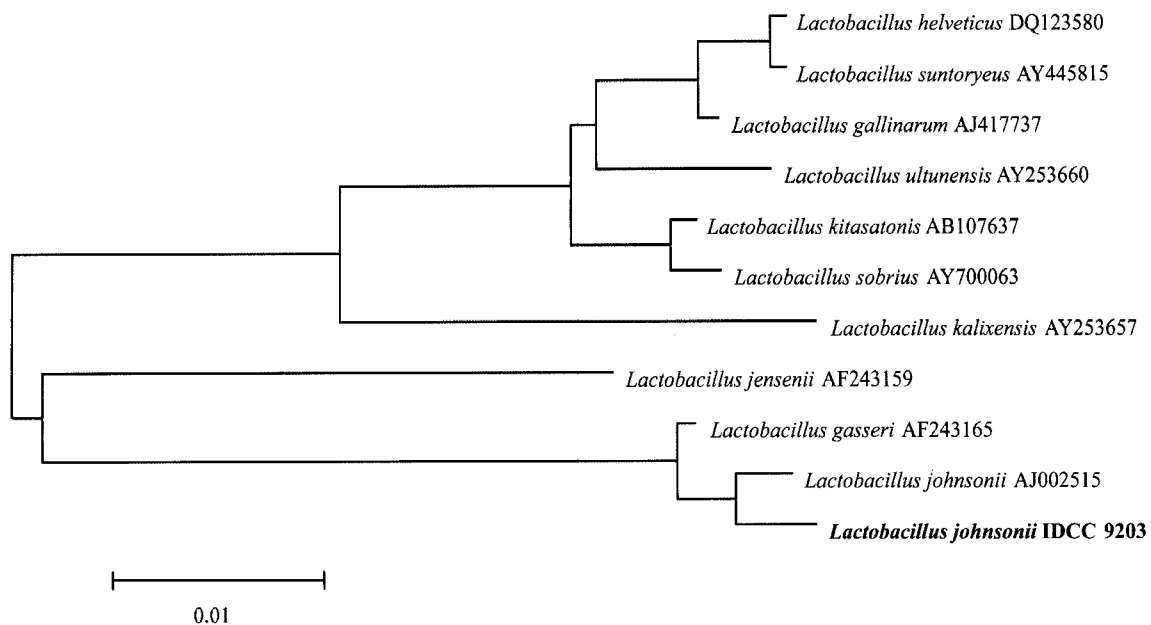 Lactobacillus helveticus DQ123580
Lactobacillus suntoryeus AY445815
Lactobacillus gallinarum AJ417737
Lactobacillus ultunensis AY253660
Lactobacillus kitasatonis AB107637
Lactobacillus sobrius AY700063
Lactobacillus kalixensis AY253657
Lactobacillus jensenii AF243159
Lactobacillus gasseri AF243165
Lactobacillus johnsonii AJ002515
Lactobacillus johnsonii IDCC 9203
0.01